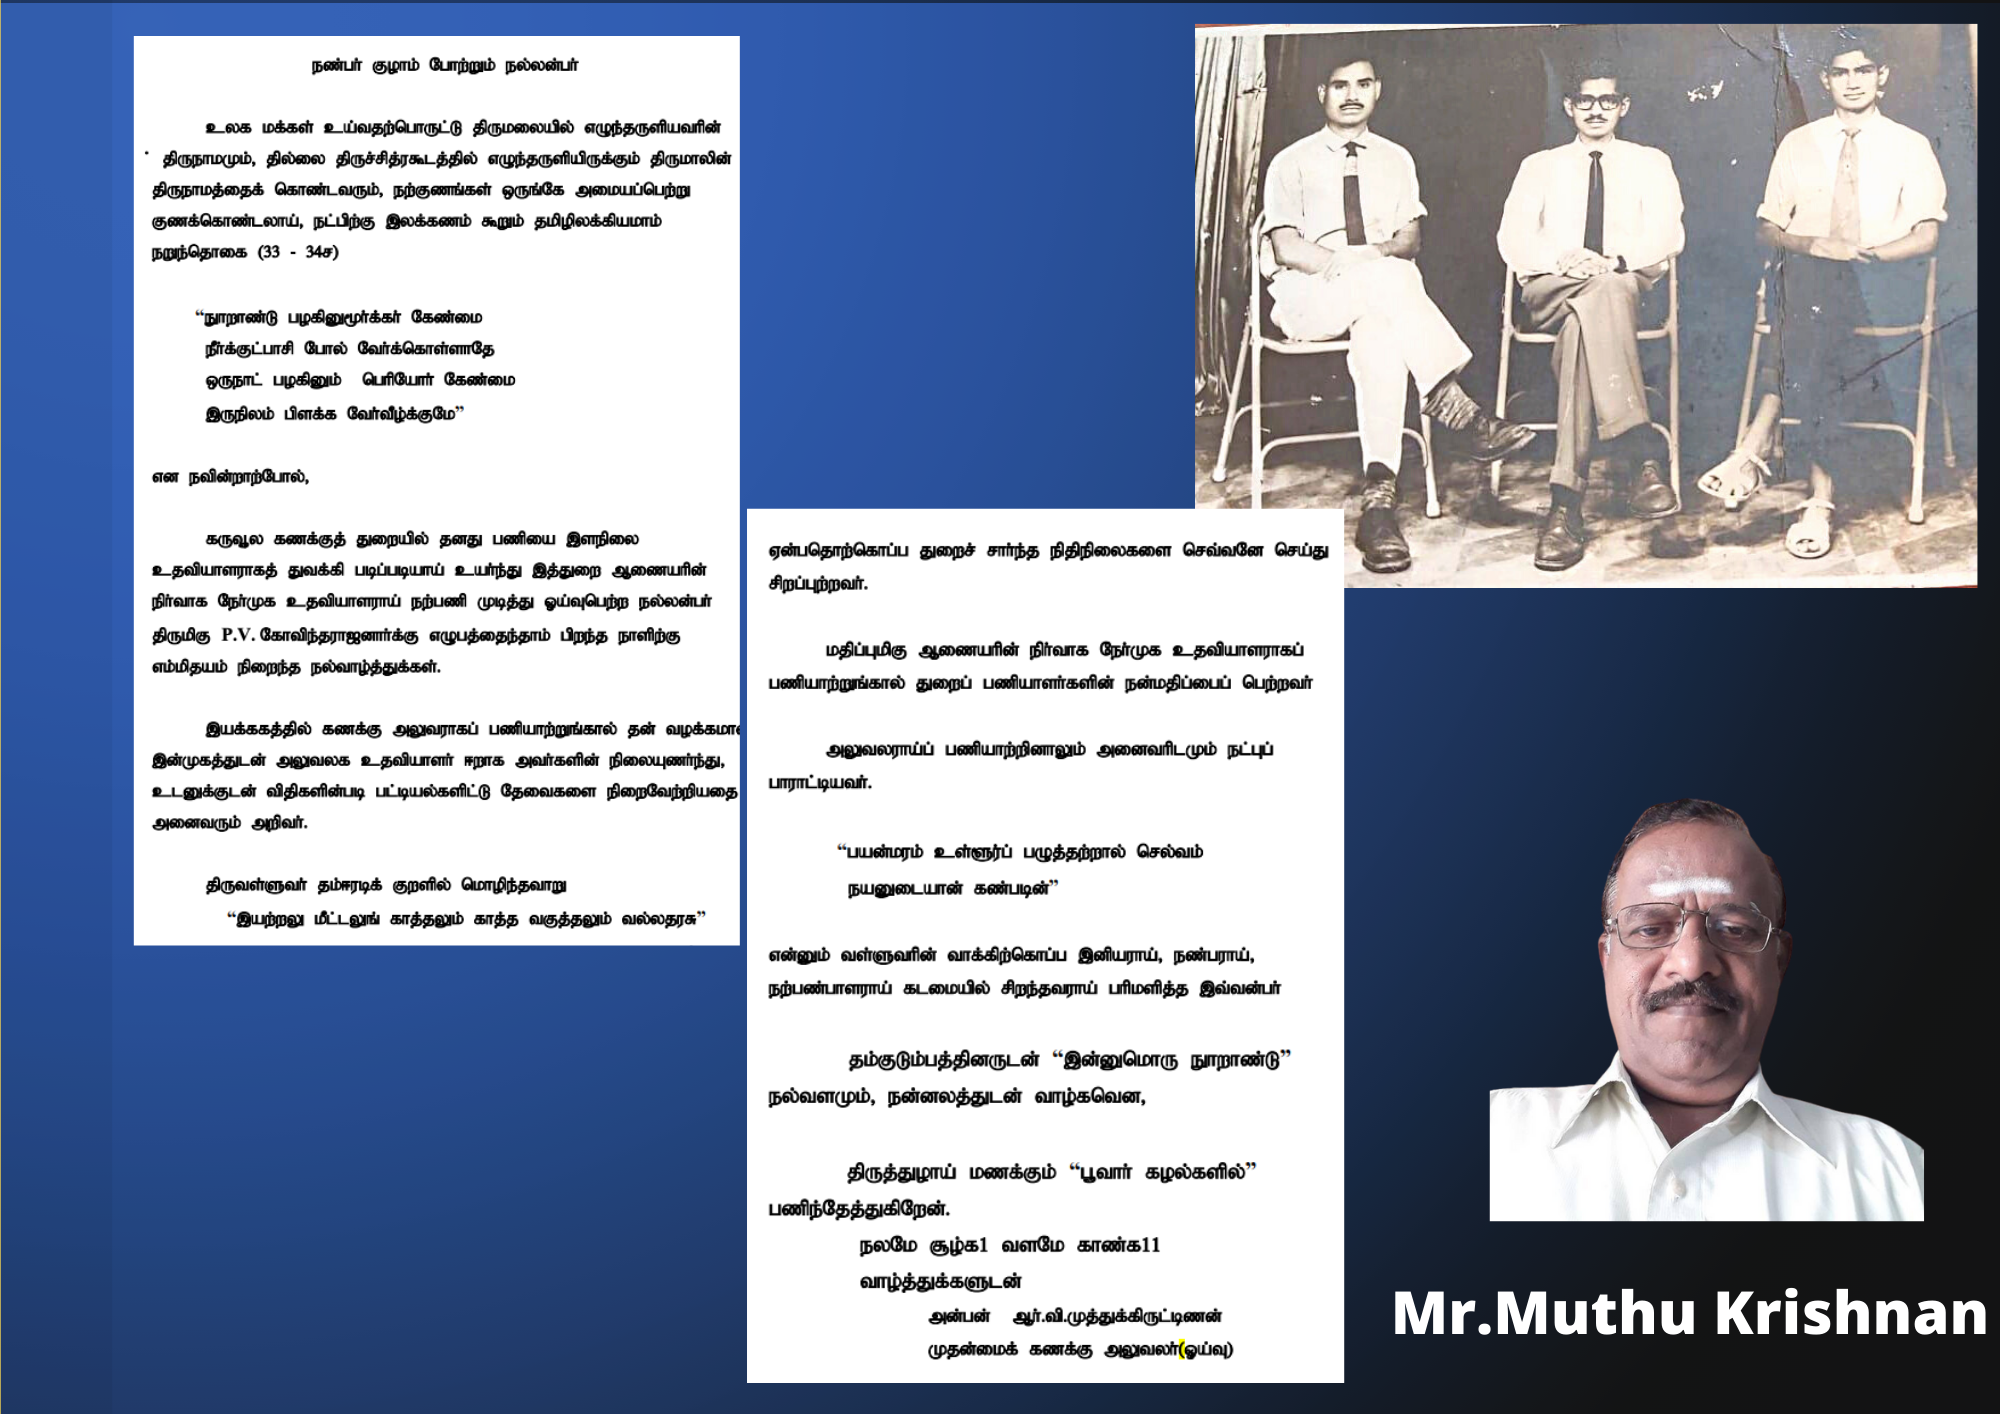 நண்பர் குழாம் போற்றும் நல்லன்பர்
உலக மக்கள் உய்வதற்பொருட்டு திருமலையில் எழுந்தருளியவரின்
திருநாமமும், தில்லை திருச்சித்ரகூடத்தில் எழுந்தருளியிருக்கும் திருமாலின்
திருநாமத்தைக் கொண்டவரும், நற்குணங்கள் ஒருங்கே அமையப்பெற்று
குணக்கொண்டலாய், நட்பிற்கு இலக்கணம் கூறும் தமிழிலக்கியமாம்
நறுந்தொகை (33 - 34ச)
“நூறாண்டு பழகினுமூர்க்கர் கேண்மை
நீர்க்குட்பாசி போல் வேர்க்கொள்ளாதே
ஒருநாட் பழகினும் பெரியோர் கேண்மை
இருநிலம் பிளக்க வேர்வீழ்க்குமே”
என நவின்றாற்போல்,
கருவூல கணக்குத் துறையில் தனது பணியை இளநிலை
உதவியாளராகத் துவக்கி படிப்படியாய் உயர்ந்து இத்துறை ஆணையரின்
நிர்வாக நேர்முக உதவியாளராய் நற்பணி முடித்து ஓய்வுபெற்ற நல்லன்பர்
திருமிகு P.V. கோவிந்தராஜனார்க்கு எழுபத்தைந்தாம் பிறந்த நாளிற்கு
எம்மிதயம் நிறைந்த நல்வாழ்த்துக்கள்.
இயக்ககத்தில் கணக்கு அலுவராகப் பணியாற்றுங்கால் தன் வழக்கமா
இன்முகத்துடன் அலுவலக உதவியாளர் ஈறாக அவர்களின் நிலையுணர்ந்து,
உடனுக்குடன் விதிகளின்படி பட்டியல்களிட்டு தேவைகளை நிறைவேற்றியதை
அனைவரும் அறிவர்.
திருவள்ளுவர் தம்ஈரடிக் குறளில் மொழிந்தவாறு
“இயற்றலு மீட்டலுங் காத்தலும் காத்த வகுத்தலும் வல்லதரசு”
ஏன்பதொற்கொப்ப துறைச் சார்ந்த நிதிநிலைகளை செவ்வனே செய்து
சிறப்புற்றவர்.
மதிப்புமிகு ஆணையரின் நிர்வாக நேர்முக உதவியாளராகப்
பணியாற்றுங்கால் துறைப் பணியாளர்களின் நன்மதிப்பைப் பெற்றவர்
அலுவலராய்ப் பணியாற்றினாலும் அனைவரிடமும் நட்புப்
பாராட்டியவர்.
“பயன்மரம் உள்ளூர்ப் பழுத்தற்றால் செல்வம்
நயனுடையான் கண்படின்”
என்னும் வள்ளுவரின் வாக்கிற்கொப்ப இனியராய், நண்பராய்,
நற்பண்பாளராய் கடமையில் சிறந்தவராய் பரிமளித்த இவ்வன்பர்
தம்குடும்பத்தினருடன் “இன்னுமொரு நூறாண்டு”
நல்வளமும், நன்னலத்துடன் வாழ்கவென,
திருத்துழாய் மணக்கும் “பூவார் கழல்களில்”
பணிந்தேத்துகிறேன்.
நலமே சூழ்க1 வளமே காண்க11
வாழ்த்துக்களுடன்
அன்பன் ஆர்.வி.முத்துக்கிருட்டிணன்
முதன்மைக் கணக்கு அலுவலர்(ஓய்வு)
Mr.Muthu Krishnan